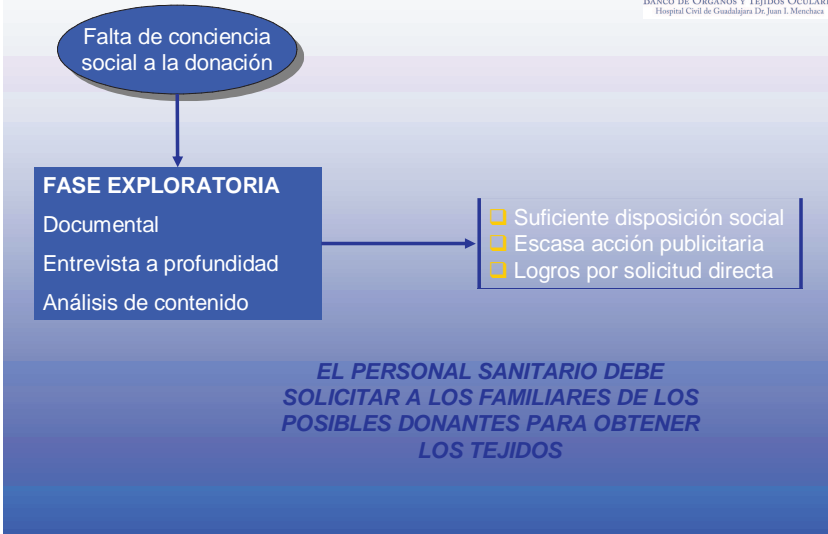 BANCO DE ORGANOS Y TEJIDOS OCULARE
Hospital Civil de Guadalajara Dr. Juan I. Menchaca
Falta de conciencia
social a la donación
FASE EXPLORATORIA
Documental
Entrevista a profundidad
Análisis de contenido
Suficiente disposición social
Escasa acción publicitaria
Logros por solicitud directa
EL PERSONAL SANITARIO DEBE
SOLICITAR A LOS FAMILIARES DE LOS
POSIBLES DONANTES PARA OBTENER
LOS TEJIDOS